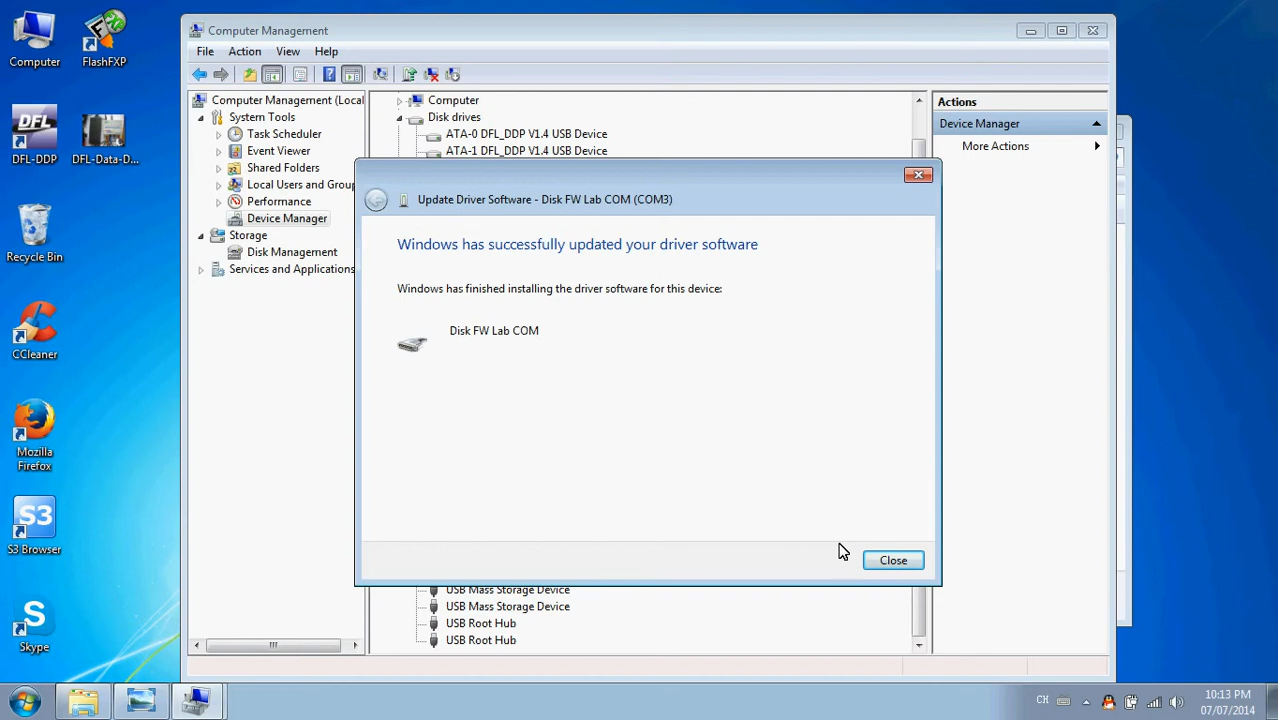 Computer
FlashFXP
DFL
DFL-DDP
DFL-Data-D...
Recycle Bin
CCleaner
Mozilla
Firefox
S3
S3 Browser
S
Skype
Computer Management
File Action View Help
Computer Management (Local
System Tools
Task Scheduler
Event Viewer
Shared Folders
Local Users and Group
Performance
Device Manager
Storage
Disk Management
Services and Applications
Computer
Disk drives
ATA-0 DFL_DDP V1.4 USB Device
ATA-1 DFL_DDP V1.4 USB Device
Actions
Device Manager
More Actions
Update Driver Software - Disk FW Lab COM (COM3)
Windows has successfully updated your driver software
Windows has finished installing the driver software for this device:
Disk FW Lab COM
Close
USB Mass Storage Device
USB Mass Storage Device
USB Root Hub
USB Root Hub
CH
10:13 PM
07/07/2014